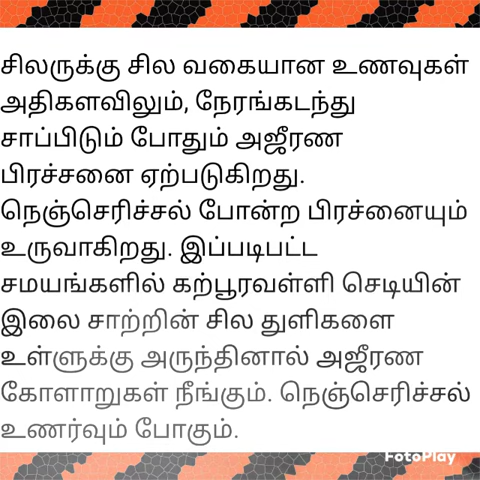 சிலருக்கு சில வகையான உணவுகள்
அதிகளவிலும், நேரங்கடந்து
சாப்பிடும் போதும் அஜீரண
பிரச்சனை ஏற்படுகிறது.
நெஞ்செரிச்சல் போன்ற பிரச்னையும்
உருவாகிறது. இப்படிபட்ட
சமயங்களில் கற்பூரவள்ளி செடியின்
இலை சாற்றின் சில துளிகளை
உள்ளுக்கு அருந்தினால் அஜீரண
கோளாறுகள் நீங்கும். நெஞ்செரிச்சல்
உணர்வும் போகும்.
FotoPlay